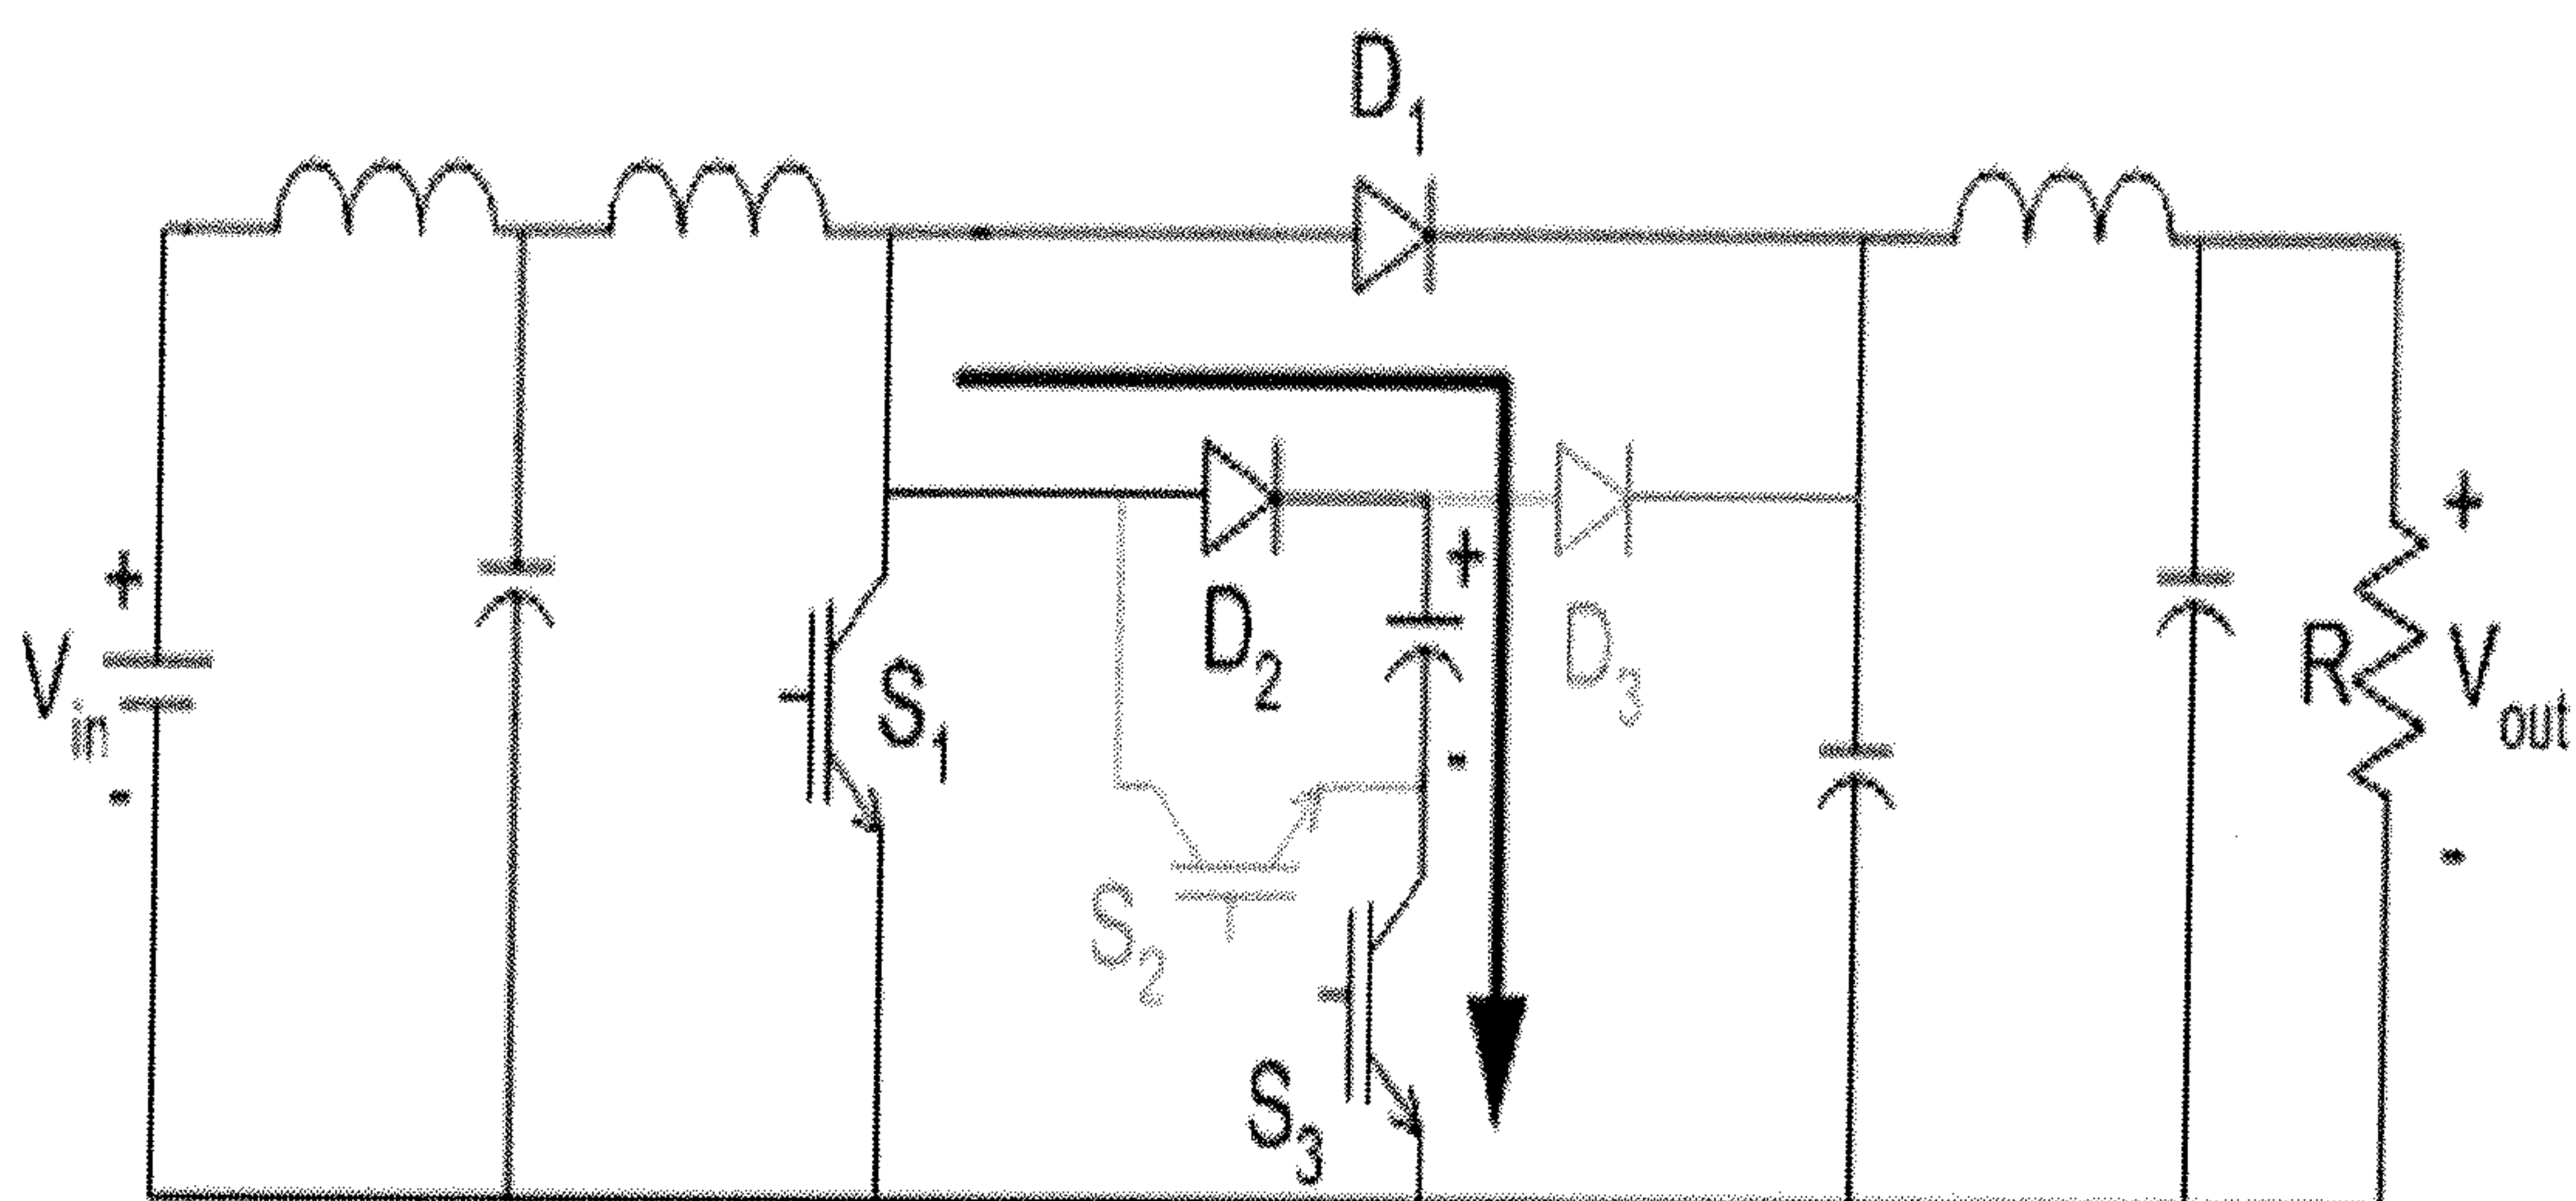 D1
+
Vin
-
S1
D2
+
-
D3
S2
S3
R
+
Vout
-